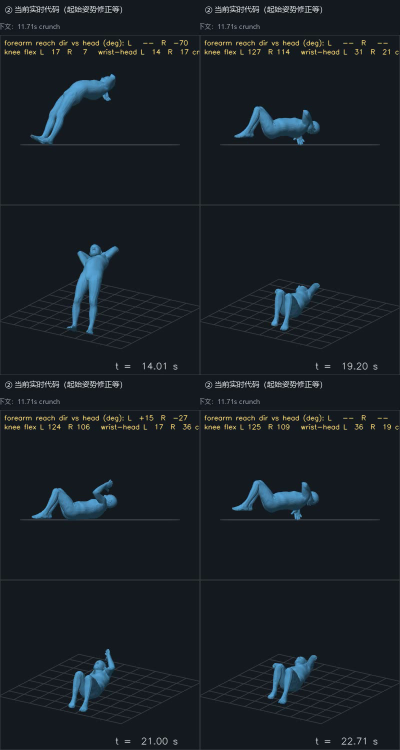 ② 当前实时代码（起始姿势修正等）
下文: 11.71s crunch
forearm reach dir vs head (deg): L -- R -70
knee flex L 17 R 7 wrist-head L 14 R 17 cr
t = 14.01 s
② 当前实时代码（起始姿势修正等）
下文: 11.71s crunch
forearm reach dir vs head (deg): L -- R --
knee flex L 127 R 114 wrist-head L 31 R 21 c
t = 19.20 s
② 当前实时代码（起始姿势修正等）
下文: 11.71s crunch
forearm reach dir vs head (deg): L +15 R -27
knee flex L 124 R 106 wrist-head L 17 R 36 c
t = 21.00 s
② 当前实时代码（起始姿势修正等）
下文: 11.71s crunch
forearm reach dir vs head (deg): L -- R --
knee flex L 125 R 109 wrist-head L 36 R 19 c
t = 22.71 s